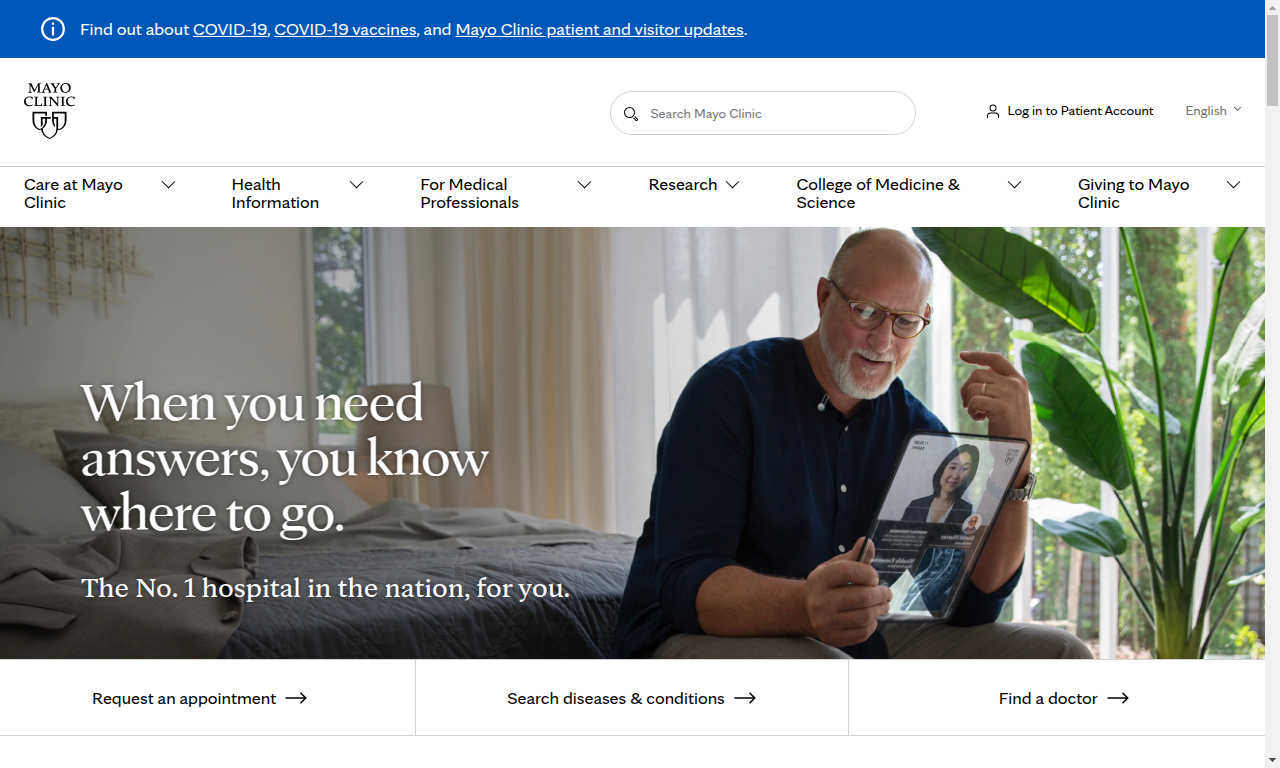 Find out about COVID-19, COVID-19 vaccines, and Mayo Clinic patient and visitor updates.
MAYO
CLINIC
Search Mayo Clinic
Log in to Patient Account
English
Care at Mayo
Clinic
Health
Information
For Medical
Professionals
Research
College of Medicine &
Science
Giving to Mayo
Clinic
When you need
answers, you know
where to go.
The No. 1 hospital in the nation, for you.
Request an appointment
Search diseases & conditions
Find a doctor